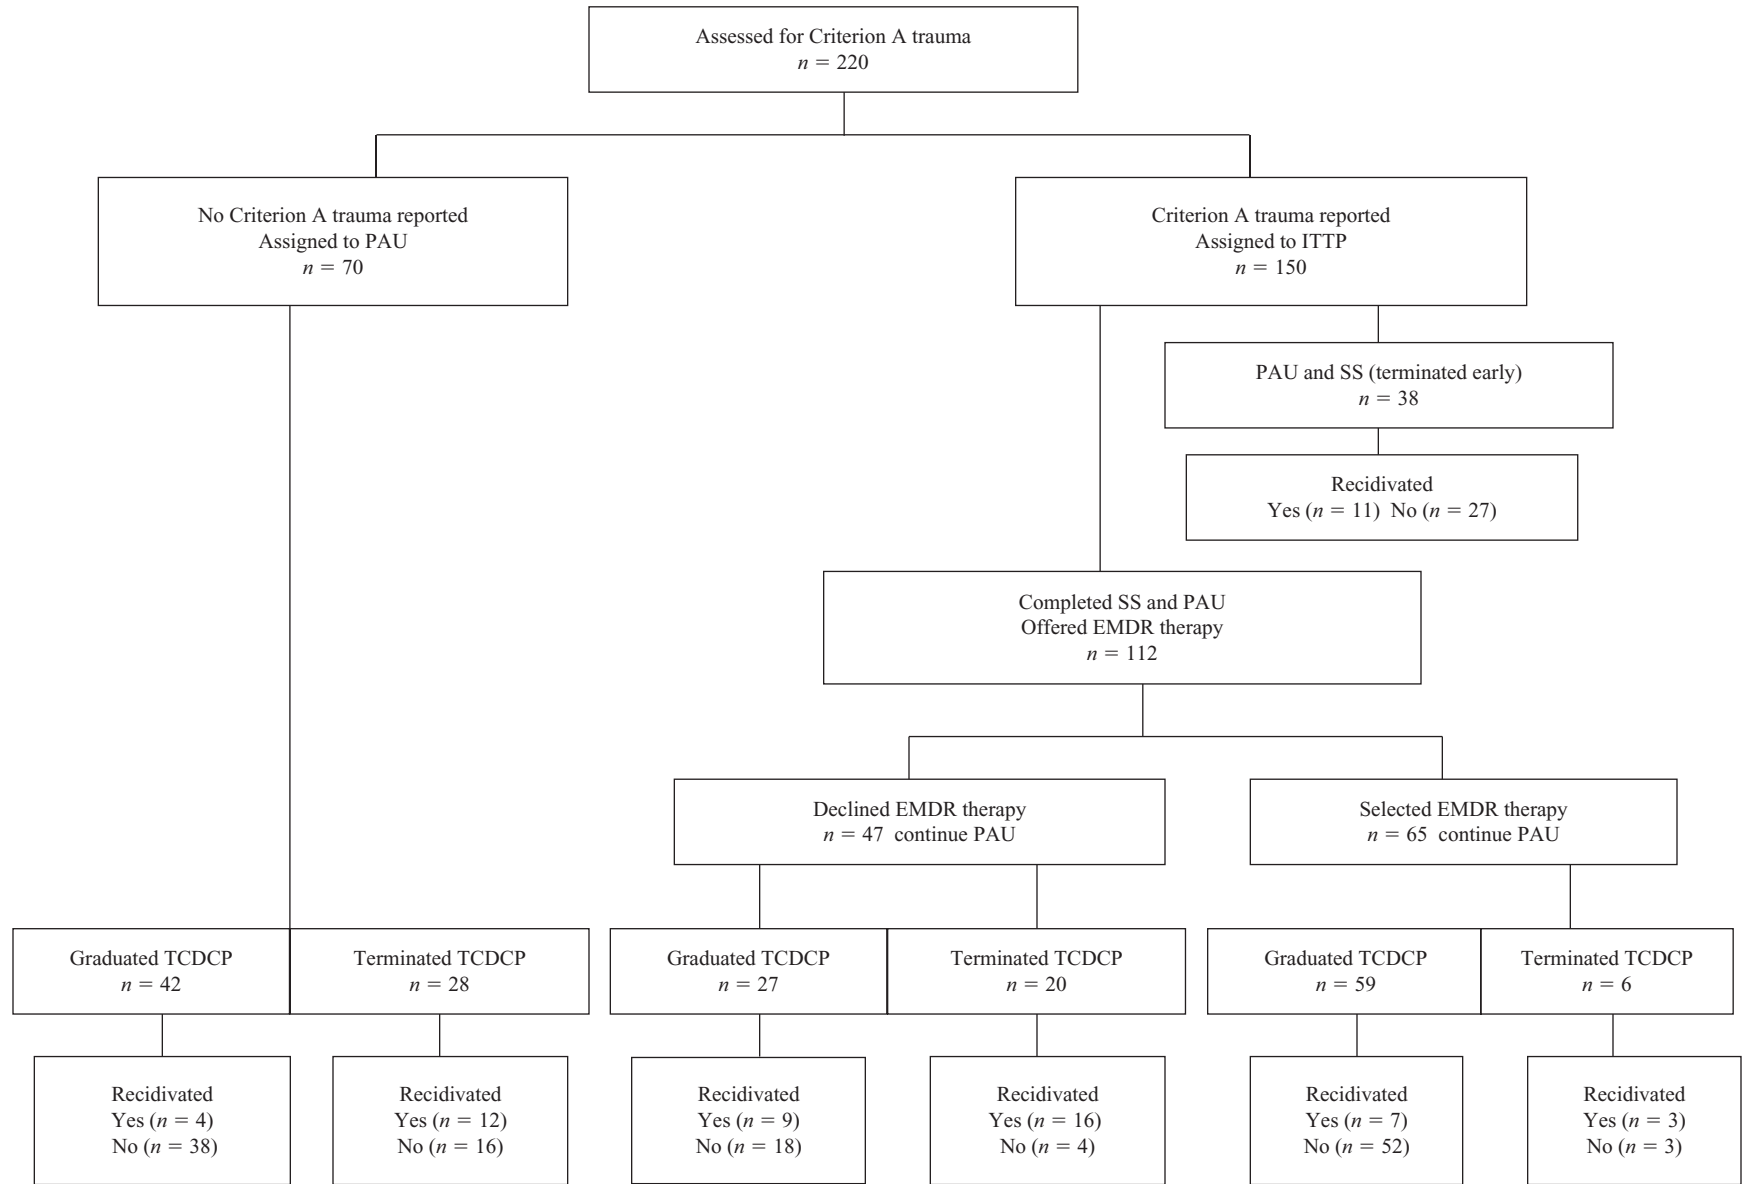 Assessed for Criterion A trauma
n = 220
No Criterion A trauma reported
Assigned to PAU
n = 70
Criterion A trauma reported
Assigned to ITTP
n = 150
PAU and SS (terminated early)
n = 38
Recidivated
Yes (n = 11) No (n = 27)
Completed SS and PAU
Offered EMDR therapy
n = 112
Declined EMDR therapy
n = 47 continue PAU
Selected EMDR therapy
n = 65 continue PAU
Graduated TCDCP
n = 42
Terminated TCDCP
n = 28
Graduated TCDCP
n = 27
Terminated TCDCP
n = 20
Graduated TCDCP
n = 59
Terminated TCDCP
n = 6
Recidivated
Yes (n = 4)
No (n = 38)
Recidivated
Yes (n = 12)
No (n = 16)
Recidivated
Yes (n = 9)
No (n = 18)
Recidivated
Yes (n = 16)
No (n = 4)
Recidivated
Yes (n = 7)
No (n = 52)
Recidivated
Yes (n = 3)
No (n = 3)